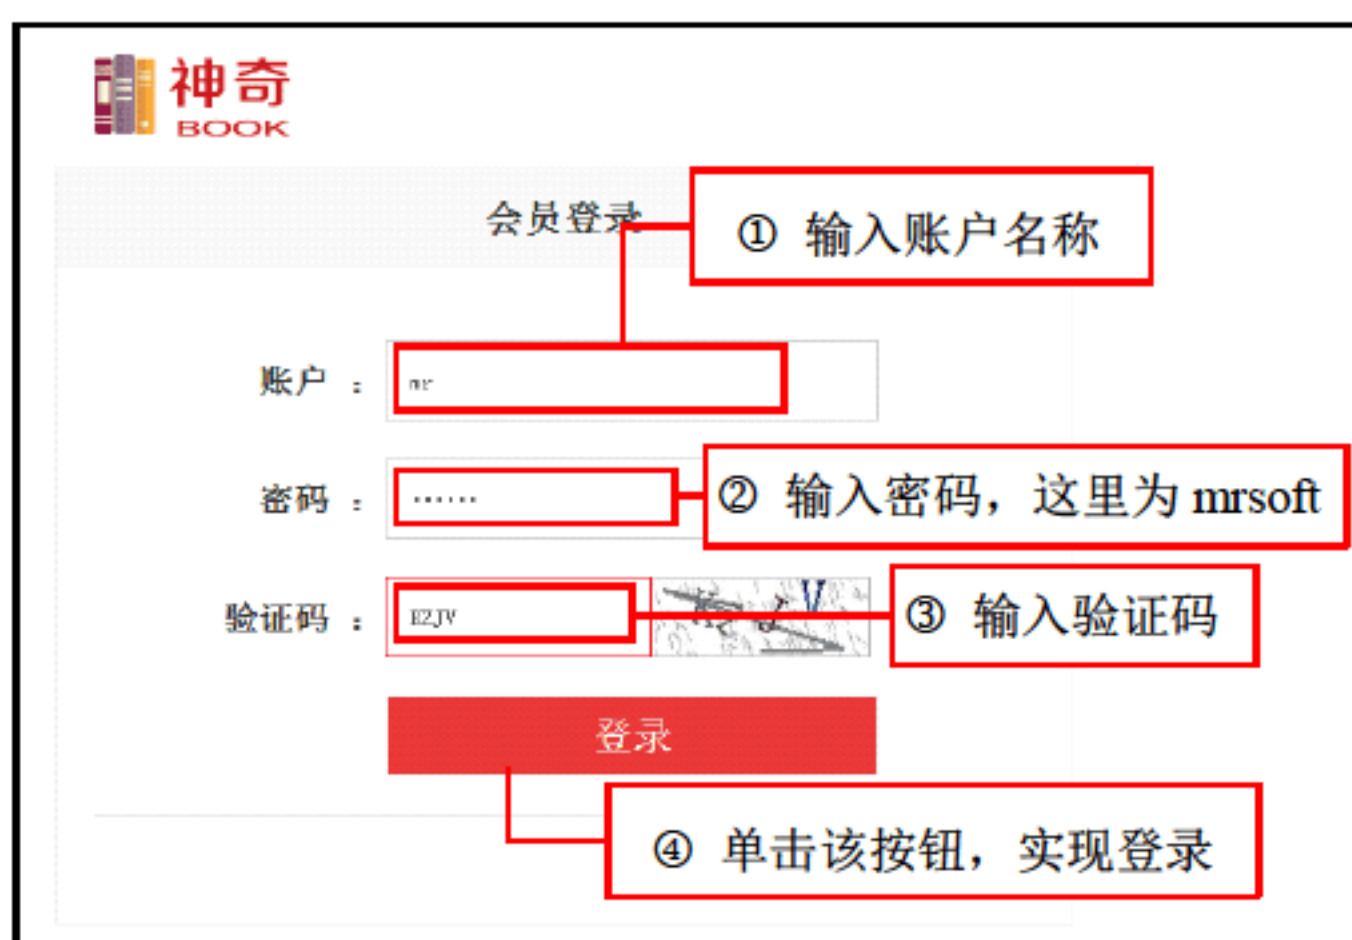 神奇
BOOK
会员登录
① 输入账户名称
账户 ：
mr
密码 ：
② 输入密码，这里为 mrsoft
验证码 ：
③ 输入验证码
登录
④ 单击该按钮，实现登录